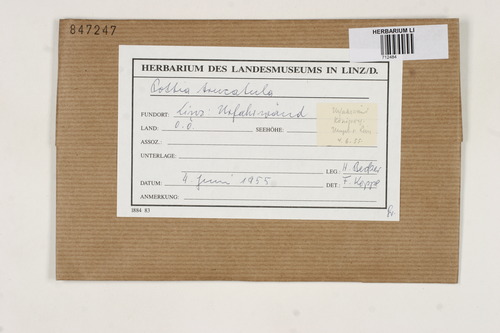 847247
HERBARIUM LI
712484
HERBARIUM DES LANDESMUSEUMS IN LINZ/D.
Pottia truncatula
FUNDORT: Linz: Urfahrwänd
LAND: O.Ö SEEHÖHE:
ASSOZ.:
UNTERLAGE:
LEG.: H. Becker
DATUM: 4. Juni 1955 DET.: F. Koppe
ANMERKUNG:
1884 83